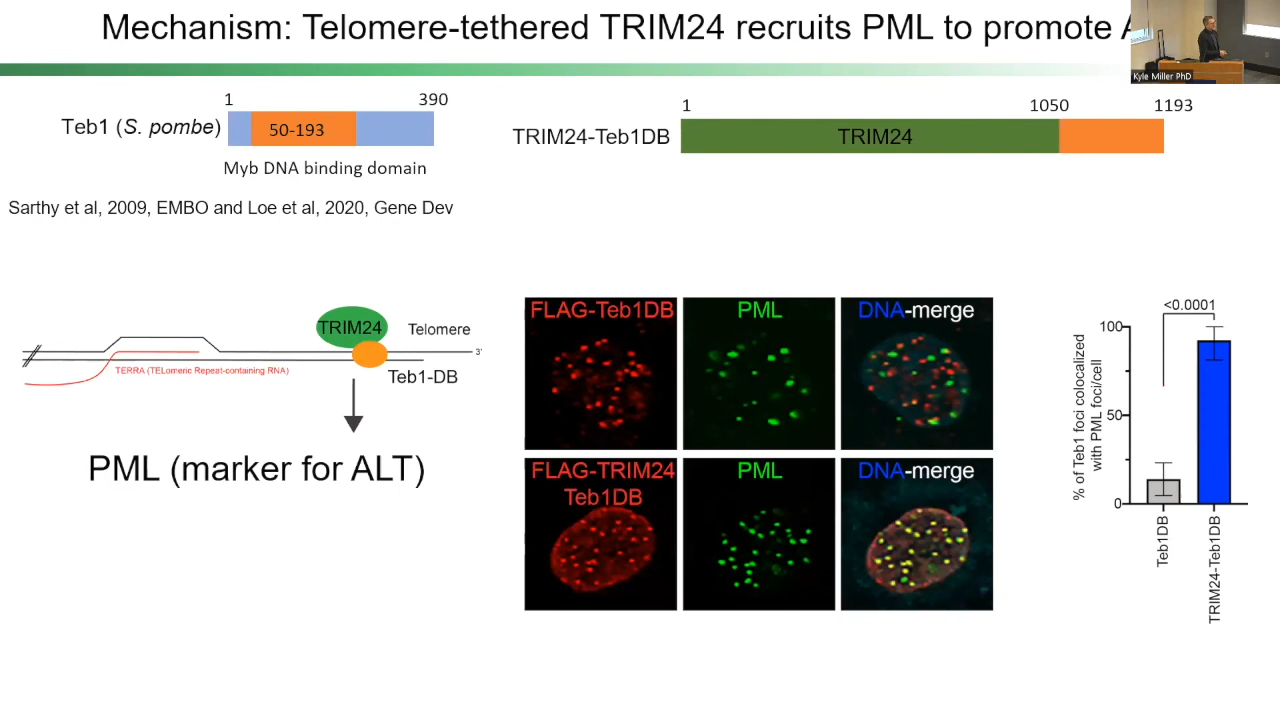 Mechanism: Telomere-tethered TRIM24 recruits PML to promote
Kyle Miller PhD
1
390
Teb1 (S. pombe)
50-193
Myb DNA binding domain
1
1050
1193
TRIM24-Teb1DB
TRIM24
Sarthy et al, 2009, EMBO and Loe et al, 2020, Gene Dev
TRIM24
Telomere
3'
TERRA (TELomeric Repeat-containing RNA)
Teb1-DB
PML (marker for ALT)
FLAG-Teb1DB
PML
DNA-merge
FLAG-TRIM24
Teb1DB
PML
DNA-merge
<0.0001
% of Teb1 foci colocalized
with PML foci/cell
100
50
0
Teb1DB
TRIM24-Teb1DB